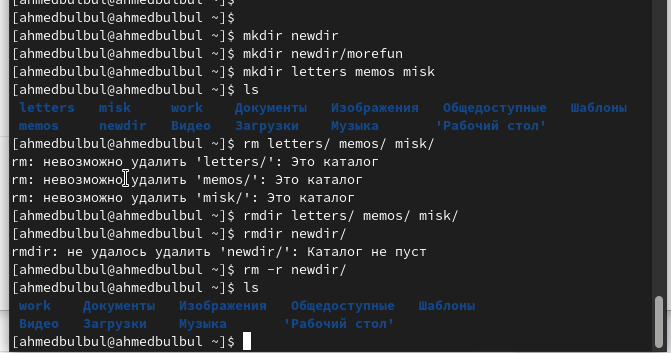 [ahmedbulbul@ahmedbulbul ~]$
[ahmedbulbul@ahmedbulbul ~]$
[ahmedbulbul@ahmedbulbul ~]$ mkdir newdir
[ahmedbulbul@ahmedbulbul ~]$ mkdir newdir/morefun
[ahmedbulbul@ahmedbulbul ~]$ mkdir letters memos misk
[ahmedbulbul@ahmedbulbul ~]$ ls
letters misk work Документы Изображения Общедоступные Шаблоны
memos newdir Видео Загрузки Музыка 'Рабочий стол'
[ahmedbulbul@ahmedbulbul ~]$ rm letters/ memos/ misk/
rm: невозможно удалить 'letters/': Это каталог
rm: невозможно удалить 'memos/': Это каталог
rm: невозможно удалить 'misk/': Это каталог
[ahmedbulbul@ahmedbulbul ~]$ rmdir letters/ memos/ misk/
[ahmedbulbul@ahmedbulbul ~]$ rmdir newdir/
rmdir: не удалось удалить 'newdir/': Каталог не пуст
[ahmedbulbul@ahmedbulbul ~]$ rm -r newdir/
[ahmedbulbul@ahmedbulbul ~]$ ls
work Документы Изображения Общедоступные Шаблоны
Видео Загрузки Музыка 'Рабочий стол'
[ahmedbulbul@ahmedbulbul ~]$